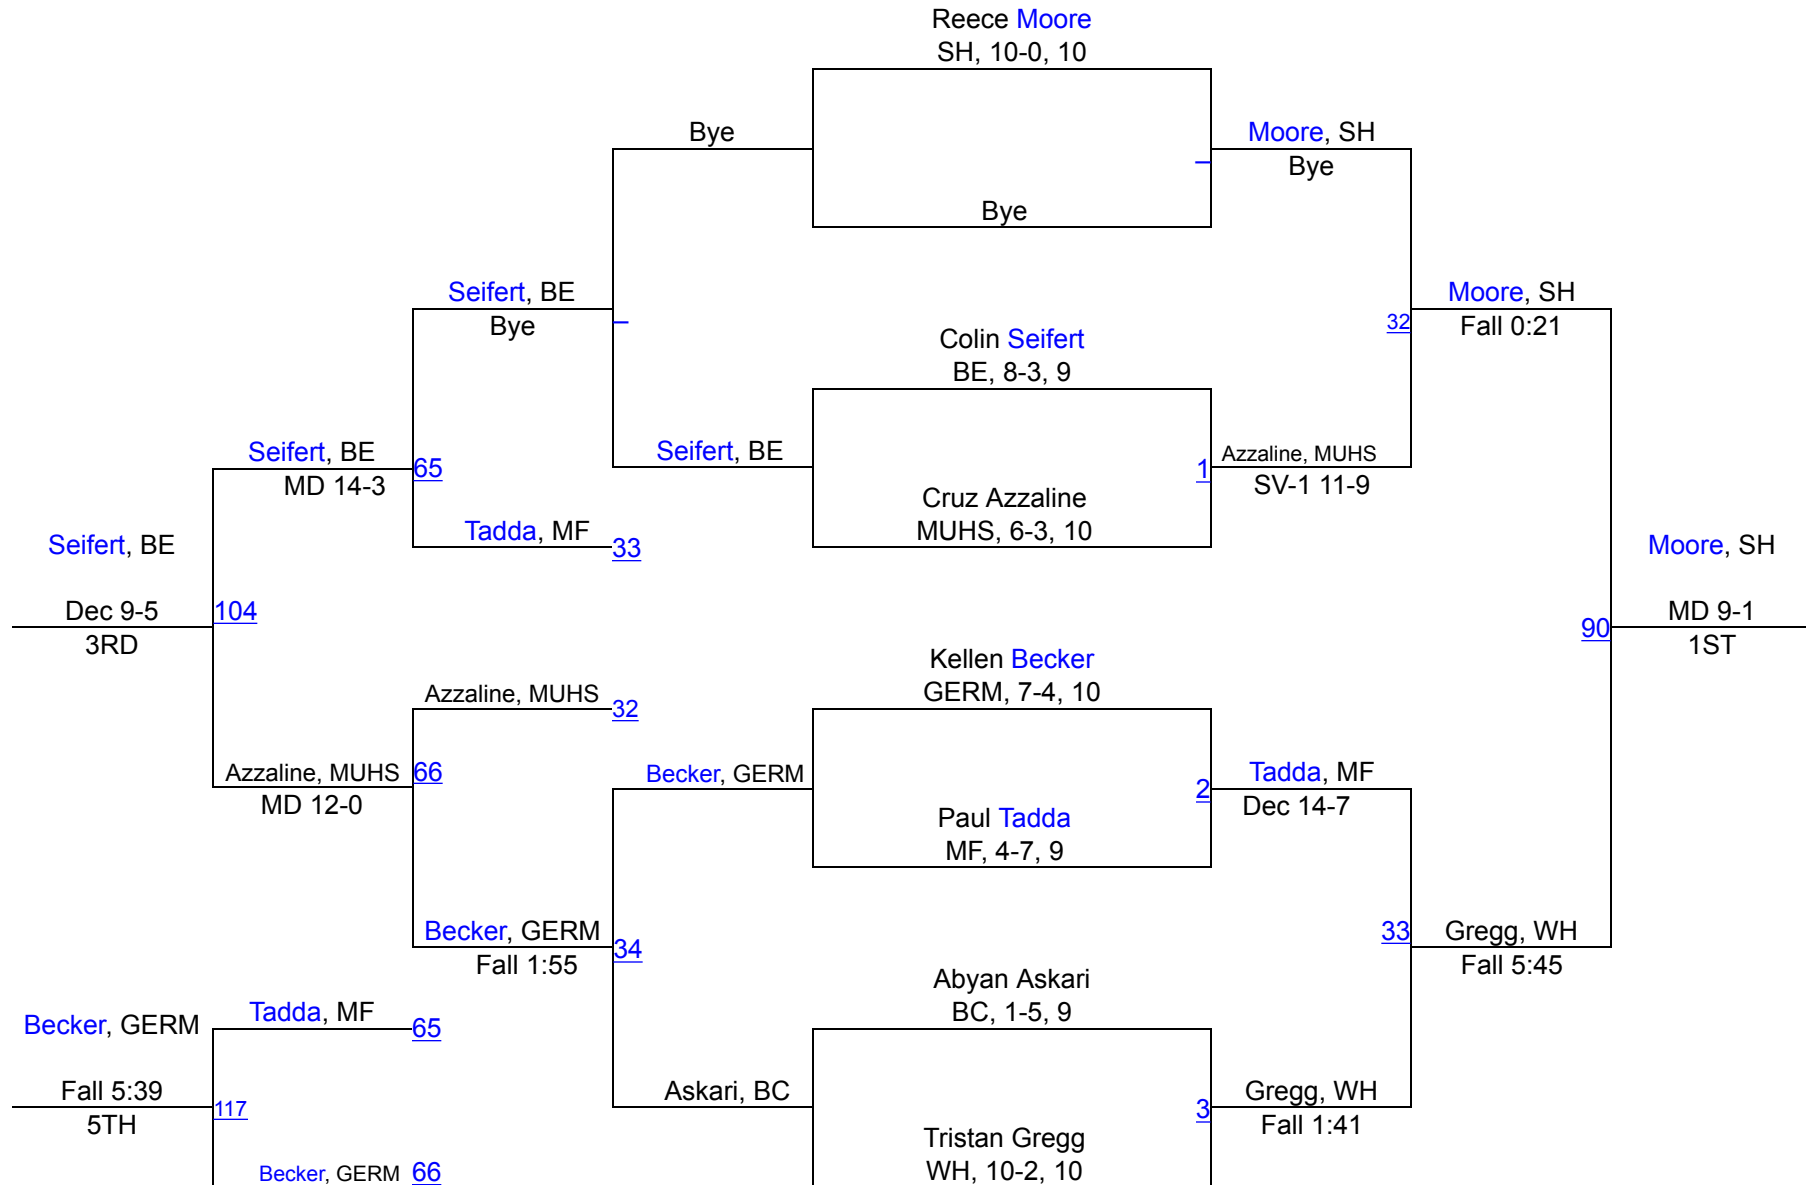 Reece Moore
SH, 10-0, 10
Bye
Moore, SH
Bye
Bye
Seifert, BE
Bye
Moore, SH
32
Fall 0:21
Colin Seifert
BE, 8-3, 9
Seifert, BE
65
MD 14-3
Seifert, BE
1
Azzaline, MUHS
SV-1 11-9
Cruz Azzaline
MUHS, 6-3, 10
Tadda, MF
33
Seifert, BE
Dec 9-5
104
3RD
Moore, SH
90
MD 9-1
1ST
Kellen Becker
GERM, 7-4, 10
Azzaline, MUHS
32
Azzaline, MUHS
66
MD 12-0
Becker, GERM
2
Tadda, MF
Dec 14-7
Paul Tadda
MF, 4-7, 9
Becker, GERM
34
Fall 1:55
33
Gregg, WH
Fall 5:45
Abyan Askari
BC, 1-5, 9
Becker, GERM
Tadda, MF
65
Fall 5:39
117
5TH
Askari, BC
3
Gregg, WH
Fall 1:41
Tristan Gregg
WH, 10-2, 10
Becker, GERM
66